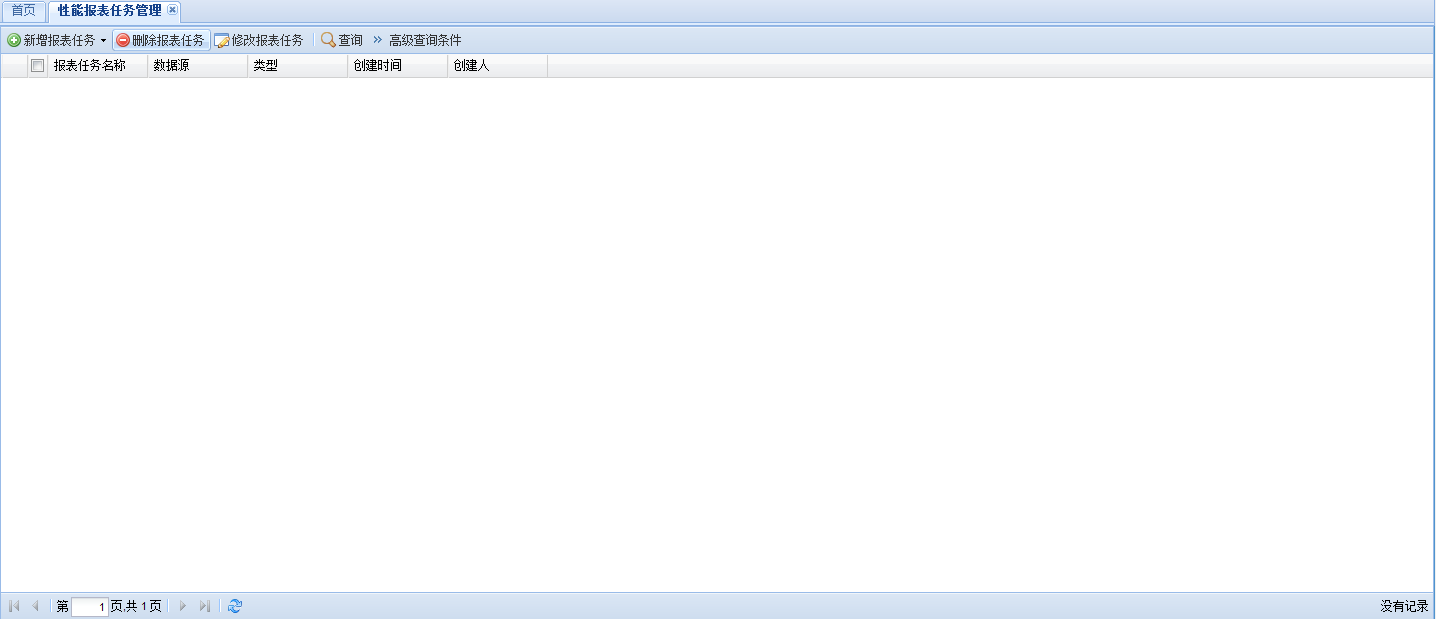 首页 性能报表任务管理
新增报表任务 删除报表任务 修改报表任务 查询 高级查询条件
报表任务名称 数据源 类型 创建时间 创建人
第 1 页,共 1 页 没有记录